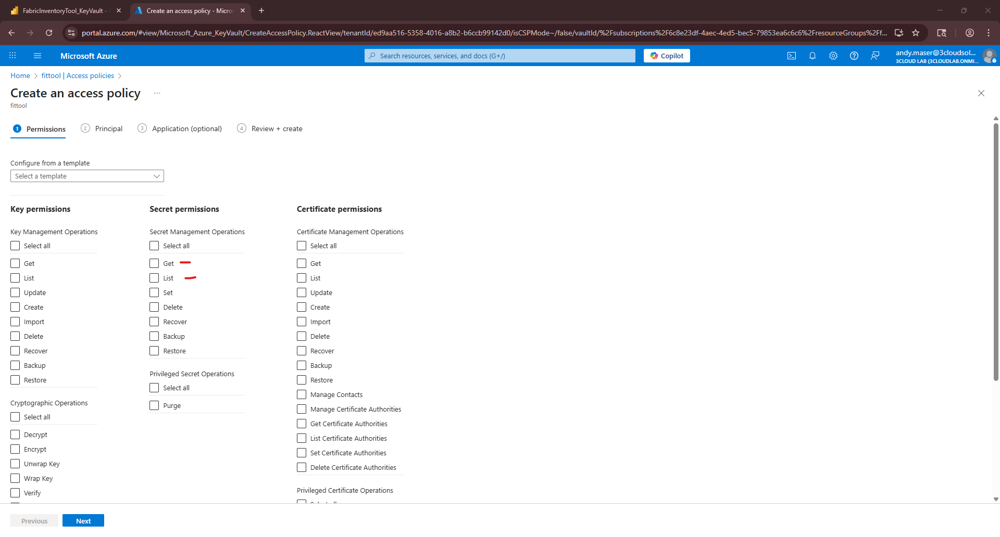 FabricInventoryTool_KeyVault -
Create an access policy - Micro
portal.azure.com/#view/Microsoft_Azure_KeyVault/CreateAccessPolicy.ReactView/tenantId/ed9aa516-5358-4016-a8b2-b6ccb99142d0/isCSPMode~/false/vaultId/%2Fsubscriptions%2F6c8e23df-4aec-4ed5-bec5-79853ea6c6c6%2FresourceGroups%2Ff...
Microsoft Azure
Search resources, services, and docs (G+/)
Copilot
andy.maser@3cloudsol...
3CLOUD LAB (3CLOUDLAB.ONMI...
Home > fittool | Access policies >
Create an access policy ...
fittool
1 Permissions
2 Principal
3 Application (optional)
4 Review + create
Configure from a template
Select a template
Key permissions
Key Management Operations
Select all
Get
List
Update
Create
Import
Delete
Recover
Backup
Restore
Cryptographic Operations
Select all
Decrypt
Encrypt
Unwrap Key
Wrap Key
Verify
Secret permissions
Secret Management Operations
Select all
Get
List
Set
Delete
Recover
Backup
Restore
Privileged Secret Operations
Select all
Purge
Certificate permissions
Certificate Management Operations
Select all
Get
List
Update
Create
Import
Delete
Recover
Backup
Restore
Manage Contacts
Manage Certificate Authorities
Get Certificate Authorities
List Certificate Authorities
Set Certificate Authorities
Delete Certificate Authorities
Privileged Certificate Operations
Previous
Next